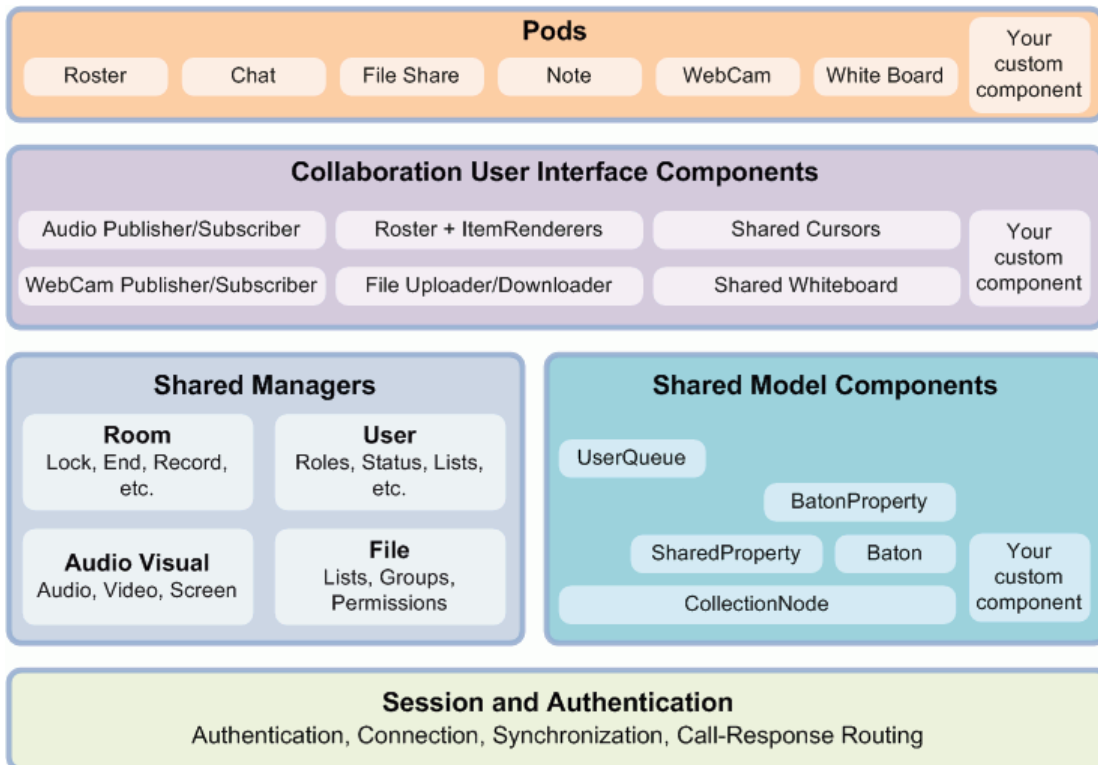 Pods
Roster
Chat
File Share
Note
WebCam
White Board
Your
custom
component
Collaboration User Interface Components
Audio Publisher/Subscriber
Roster + ItemRenderers
Shared Cursors
WebCam Publisher/Subscriber
File Uploader/Downloader
Shared Whiteboard
Your
custom
component
Shared Managers
Room
Lock, End, Record,
etc.
User
Roles, Status, Lists,
etc.
Audio Visual
Audio, Video, Screen
File
Lists, Groups,
Permissions
Shared Model Components
UserQueue
BatonProperty
SharedProperty
Baton
CollectionNode
Your
custom
component
Session and Authentication
Authentication, Connection, Synchronization, Call-Response Routing